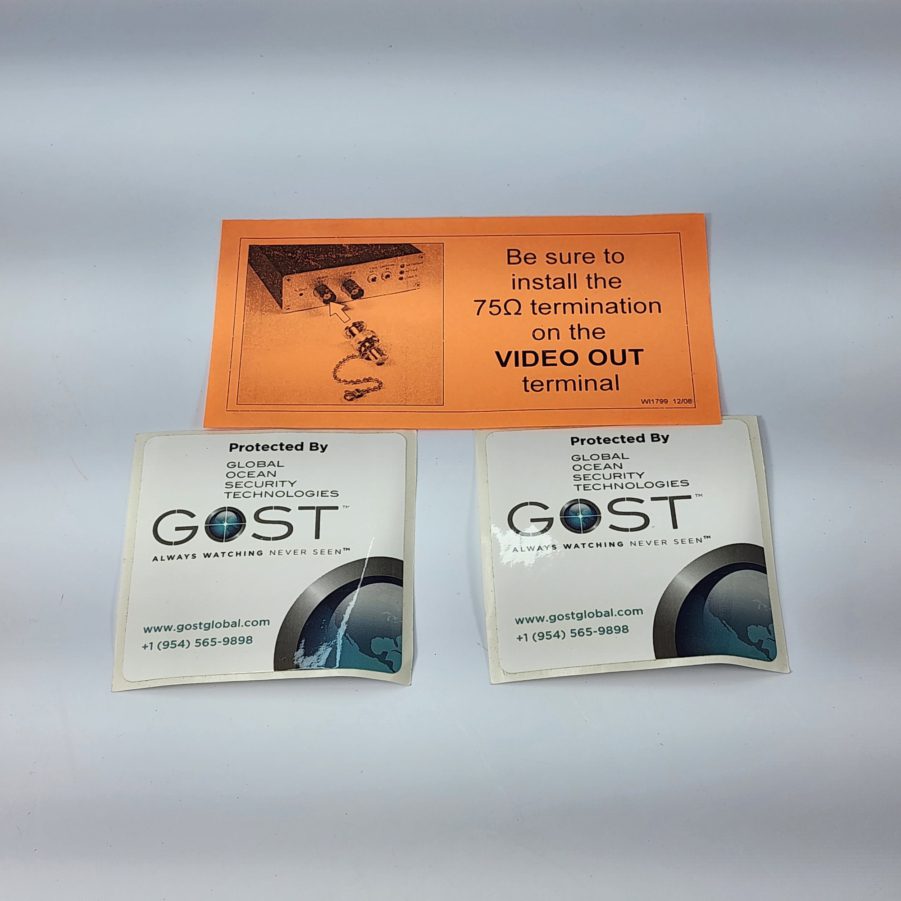 Be sure to
install the
75Ω termination
on the
VIDEO OUT
terminal
WI1799 12/08
Protected By
GLOBAL
OCEAN
SECURITY
TECHNOLOGIES
GOST™
ALWAYS WATCHING NEVER SEEN™
www.gostglobal.com
+1 (954) 565-9898
Protected By
GLOBAL
OCEAN
SECURITY
TECHNOLOGIES
GOST™
ALWAYS WATCHING NEVER SEEN™
www.gostglobal.com
+1 (954) 565-9898